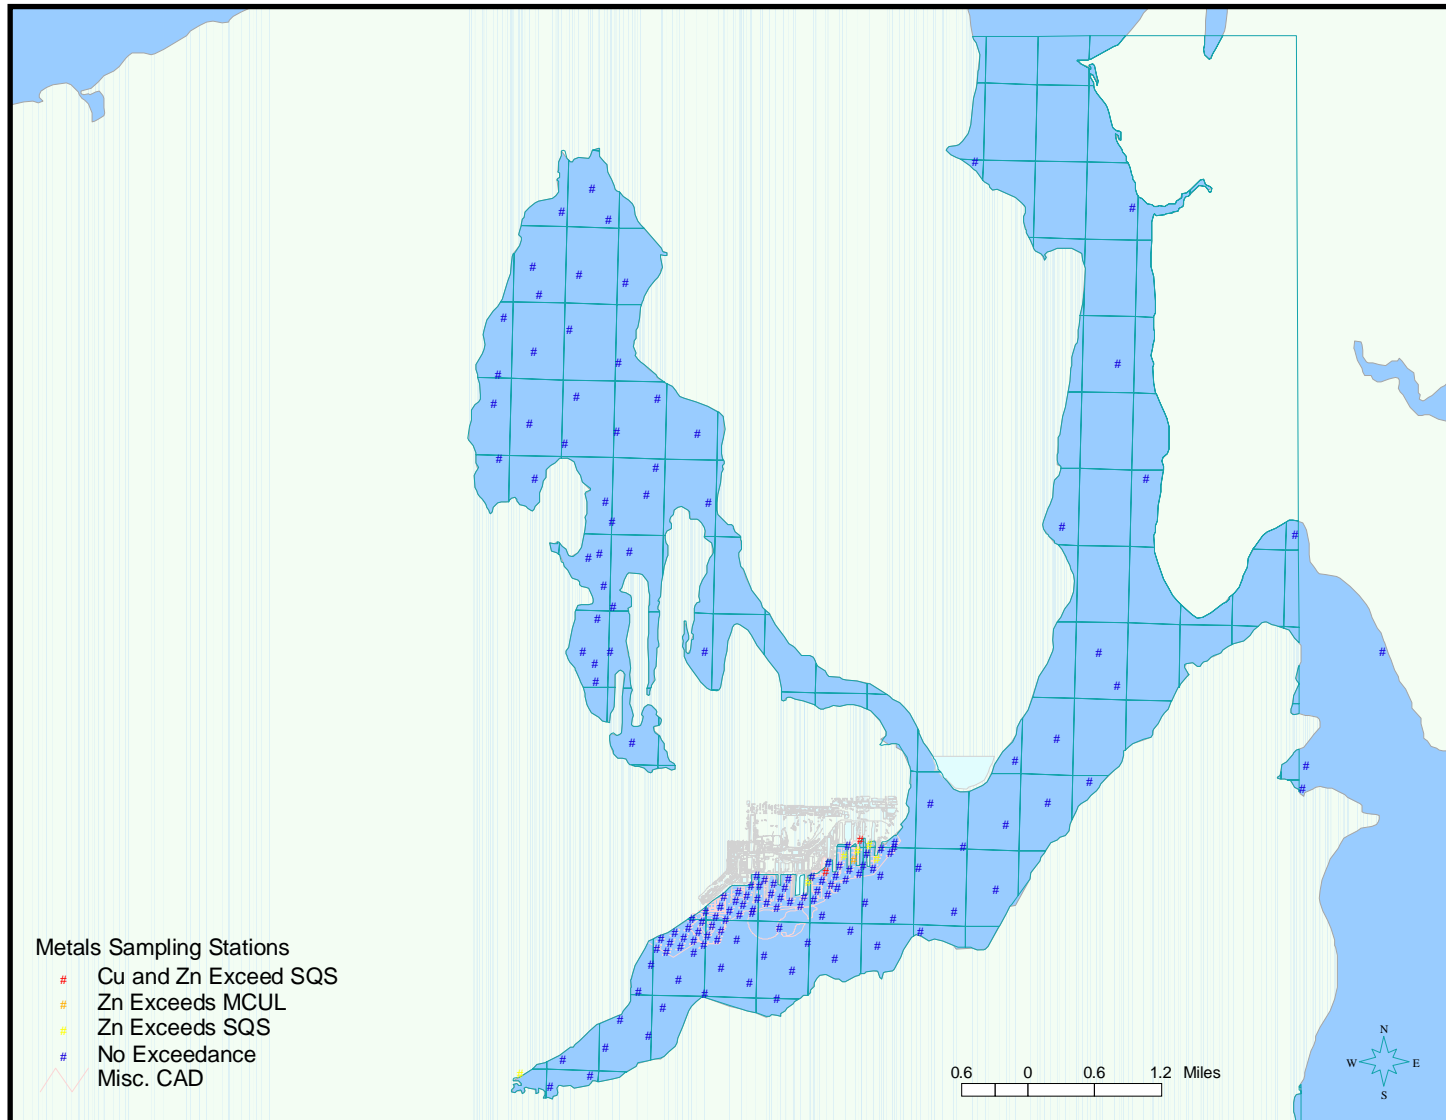 Metals Sampling Stations
# Cu and Zn Exceed SQS
# Zn Exceeds MCUL
# Zn Exceeds SQS
# No Exceedance
Misc. CAD
0.6 0 0.6 1.2 Miles
N
W E
S